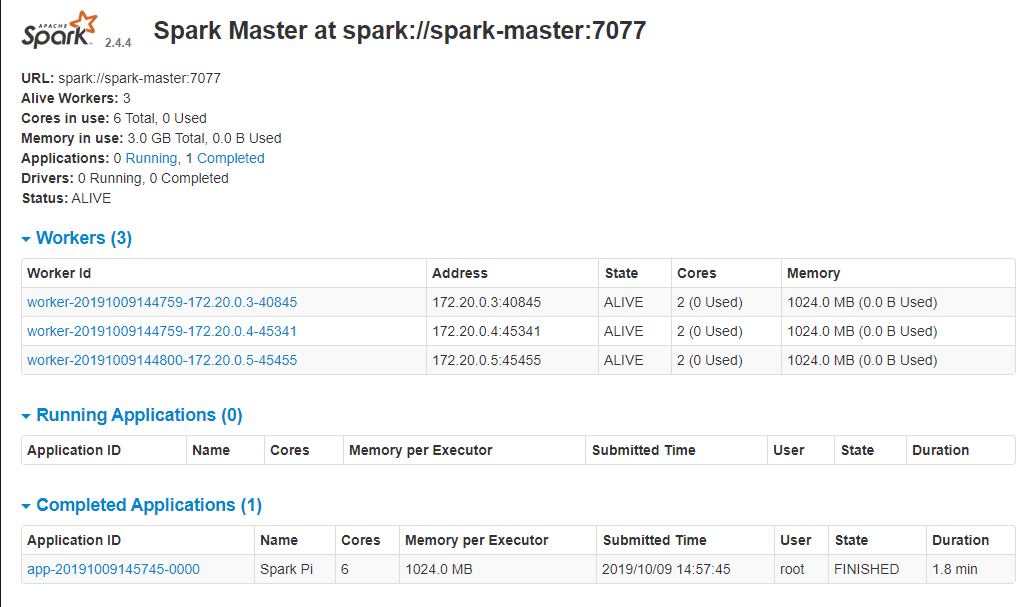 APACHE
Spark 2.4.4 Spark Master at spark://spark-master:7077
URL: spark://spark-master:7077
Alive Workers: 3
Cores in use: 6 Total, 0 Used
Memory in use: 3.0 GB Total, 0.0 B Used
Applications: 0 Running, 1 Completed
Drivers: 0 Running, 0 Completed
Status: ALIVE
Workers (3)
Worker Id Address State Cores Memory
worker-20191009144759-172.20.0.3-40845 172.20.0.3:40845 ALIVE 2 (0 Used) 1024.0 MB (0.0 B Used)
worker-20191009144759-172.20.0.4-45341 172.20.0.4:45341 ALIVE 2 (0 Used) 1024.0 MB (0.0 B Used)
worker-20191009144800-172.20.0.5-45455 172.20.0.5:45455 ALIVE 2 (0 Used) 1024.0 MB (0.0 B Used)
Running Applications (0)
Application ID Name Cores Memory per Executor Submitted Time User State Duration
Completed Applications (1)
Application ID Name Cores Memory per Executor Submitted Time User State Duration
app-20191009145745-0000 Spark Pi 6 1024.0 MB 2019/10/09 14:57:45 root FINISHED 1.8 min